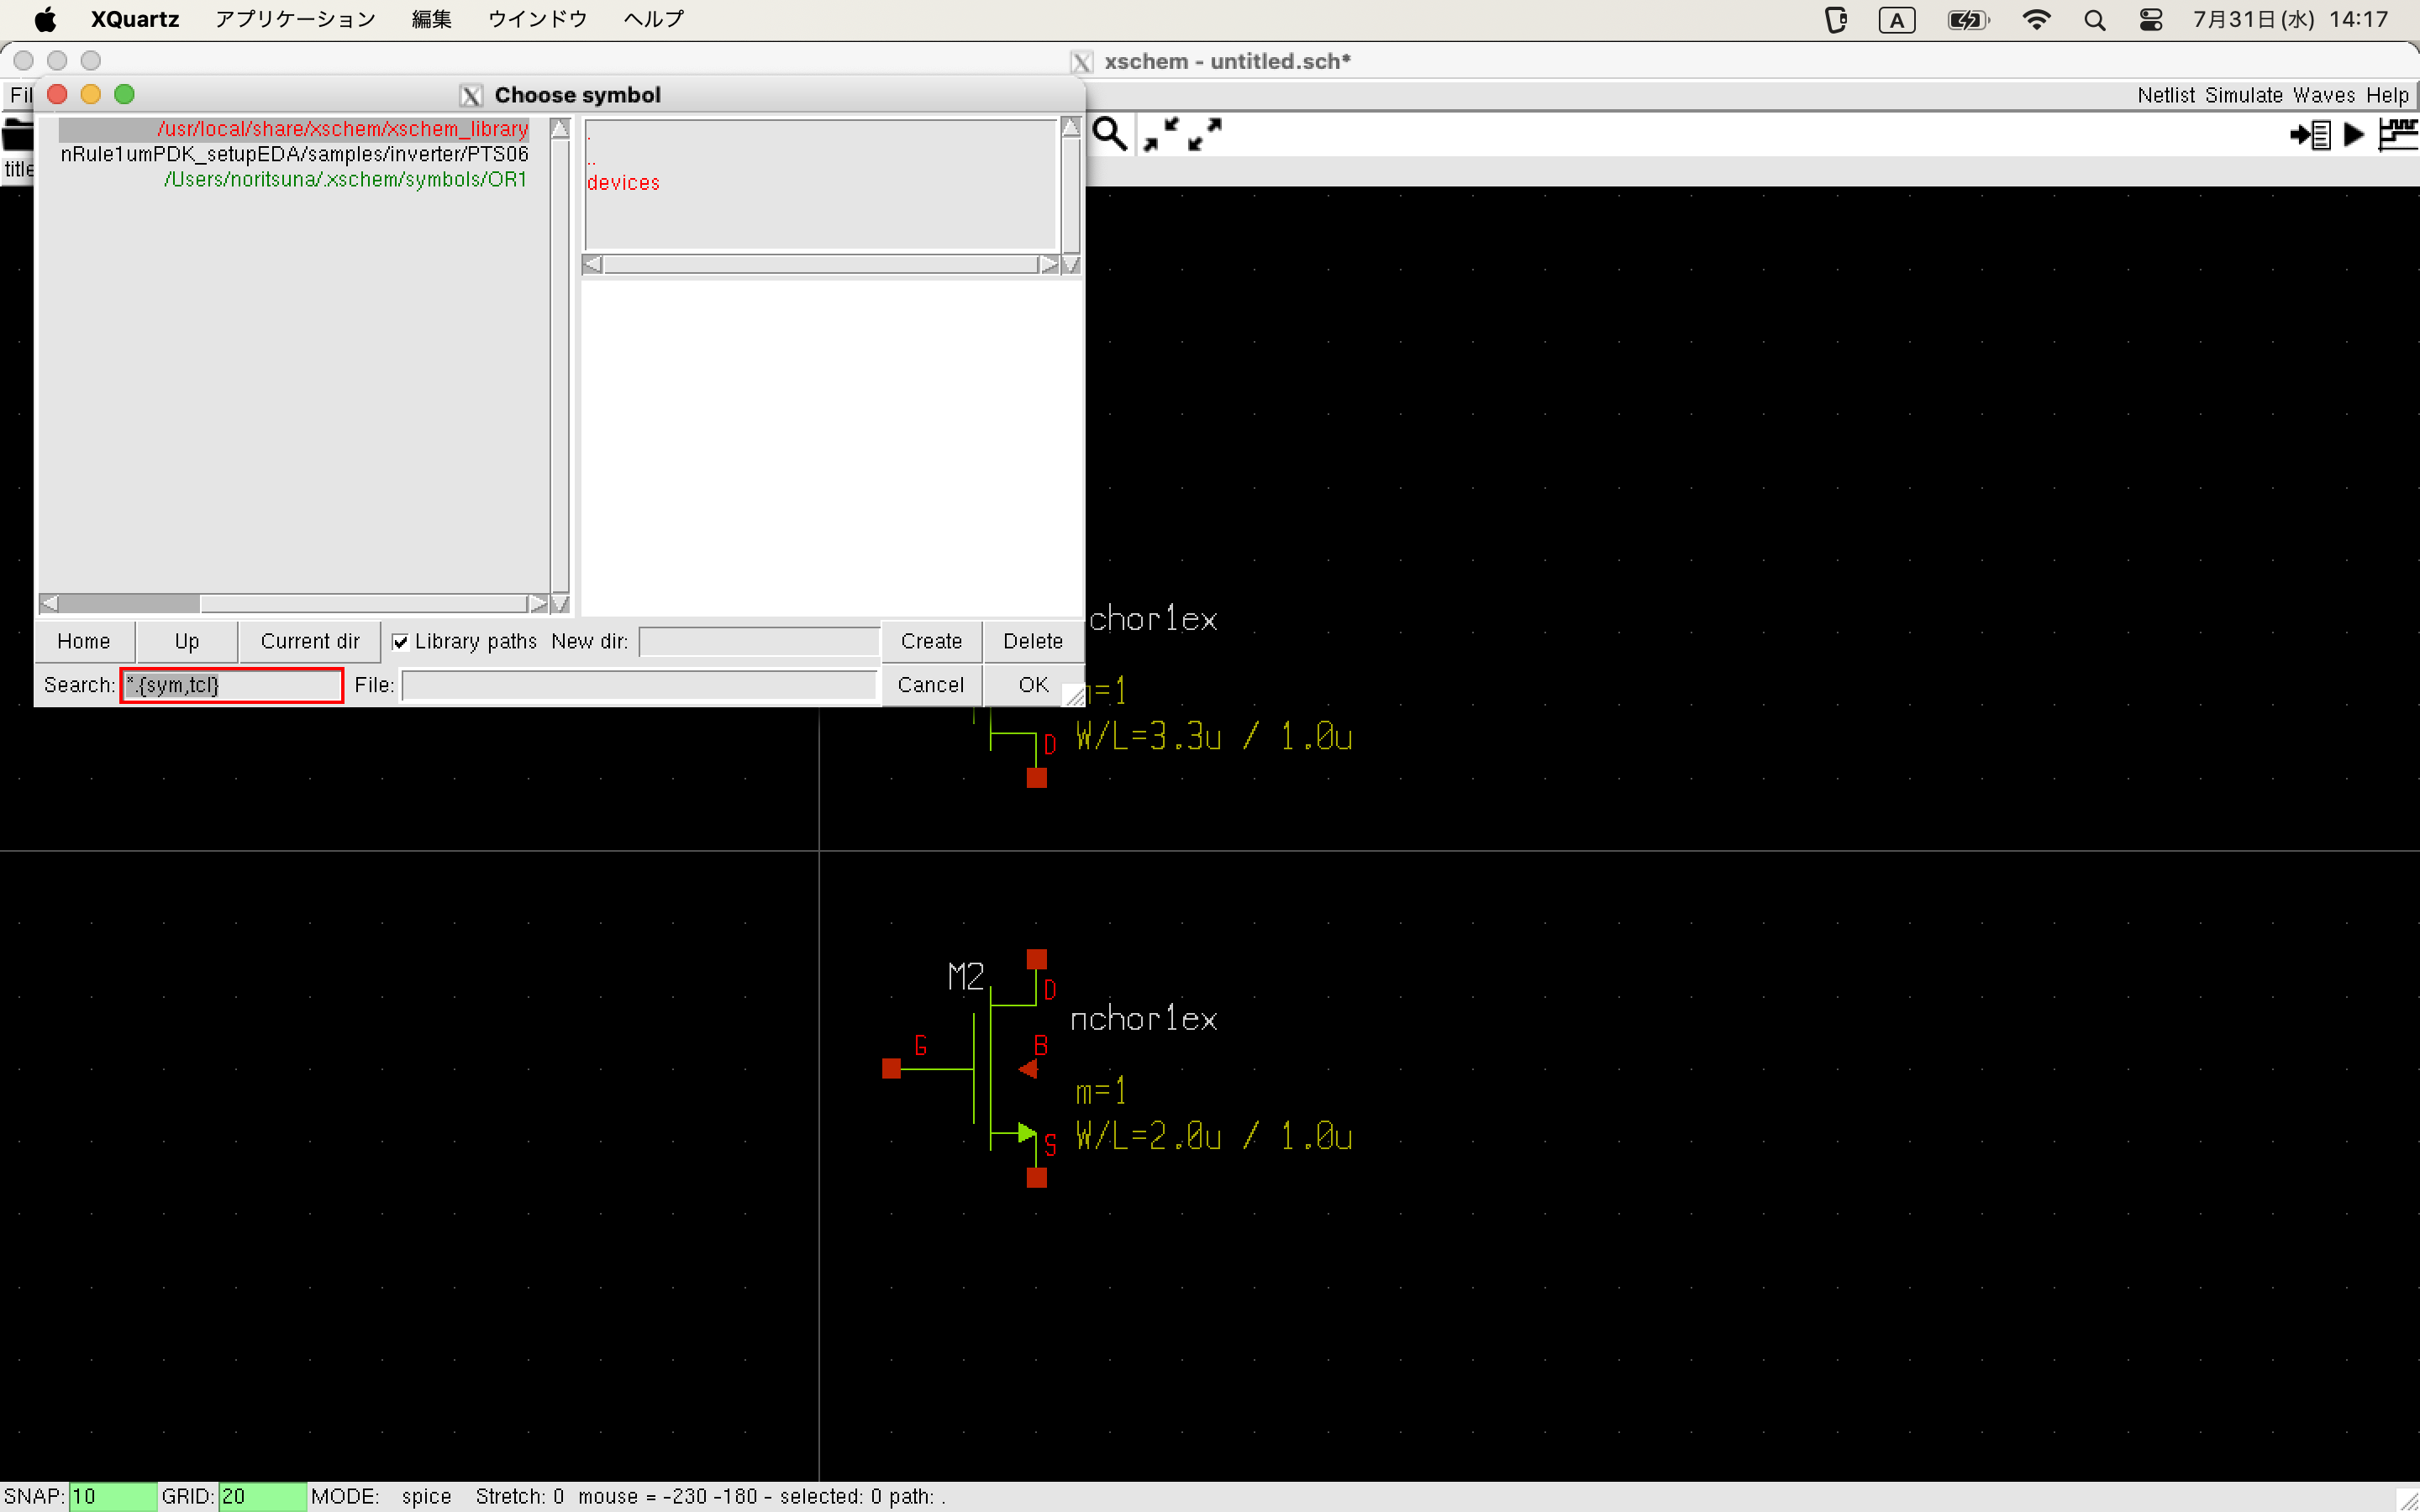 XQuartz アプリケーション 編集 ウインドウ ヘルプ A 7月31日(水) 14:17
xschem - untitled.sch*
Fil Netlist Simulate Waves Help
Choose symbol
/usr/local/share/xschem/xschem_library
nRule1umPDK_setupEDA/samples/inverter/PTS06
/Users/noritsuna/.xschem/symbols/OR1
.
..
devices
title
Home Up Current dir Library paths New dir: Create Delete
Search: *.{sym,tcl} File: Cancel OK
chor1ex
=1
D W/L=3.3u / 1.0u
M2
D
nchor1ex
G B
m=1
S W/L=2.0u / 1.0u
SNAP: 10 GRID: 20 MODE: spice Stretch: 0 mouse = -230 -180 - selected: 0 path: .